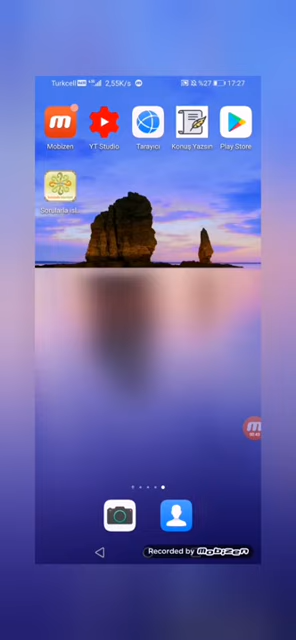 Turkcell 2,55K/s %27 17:27
Mobizen YT Studio Tarayıcı Konuş Yazsın Play Store
Recorded by mobizen